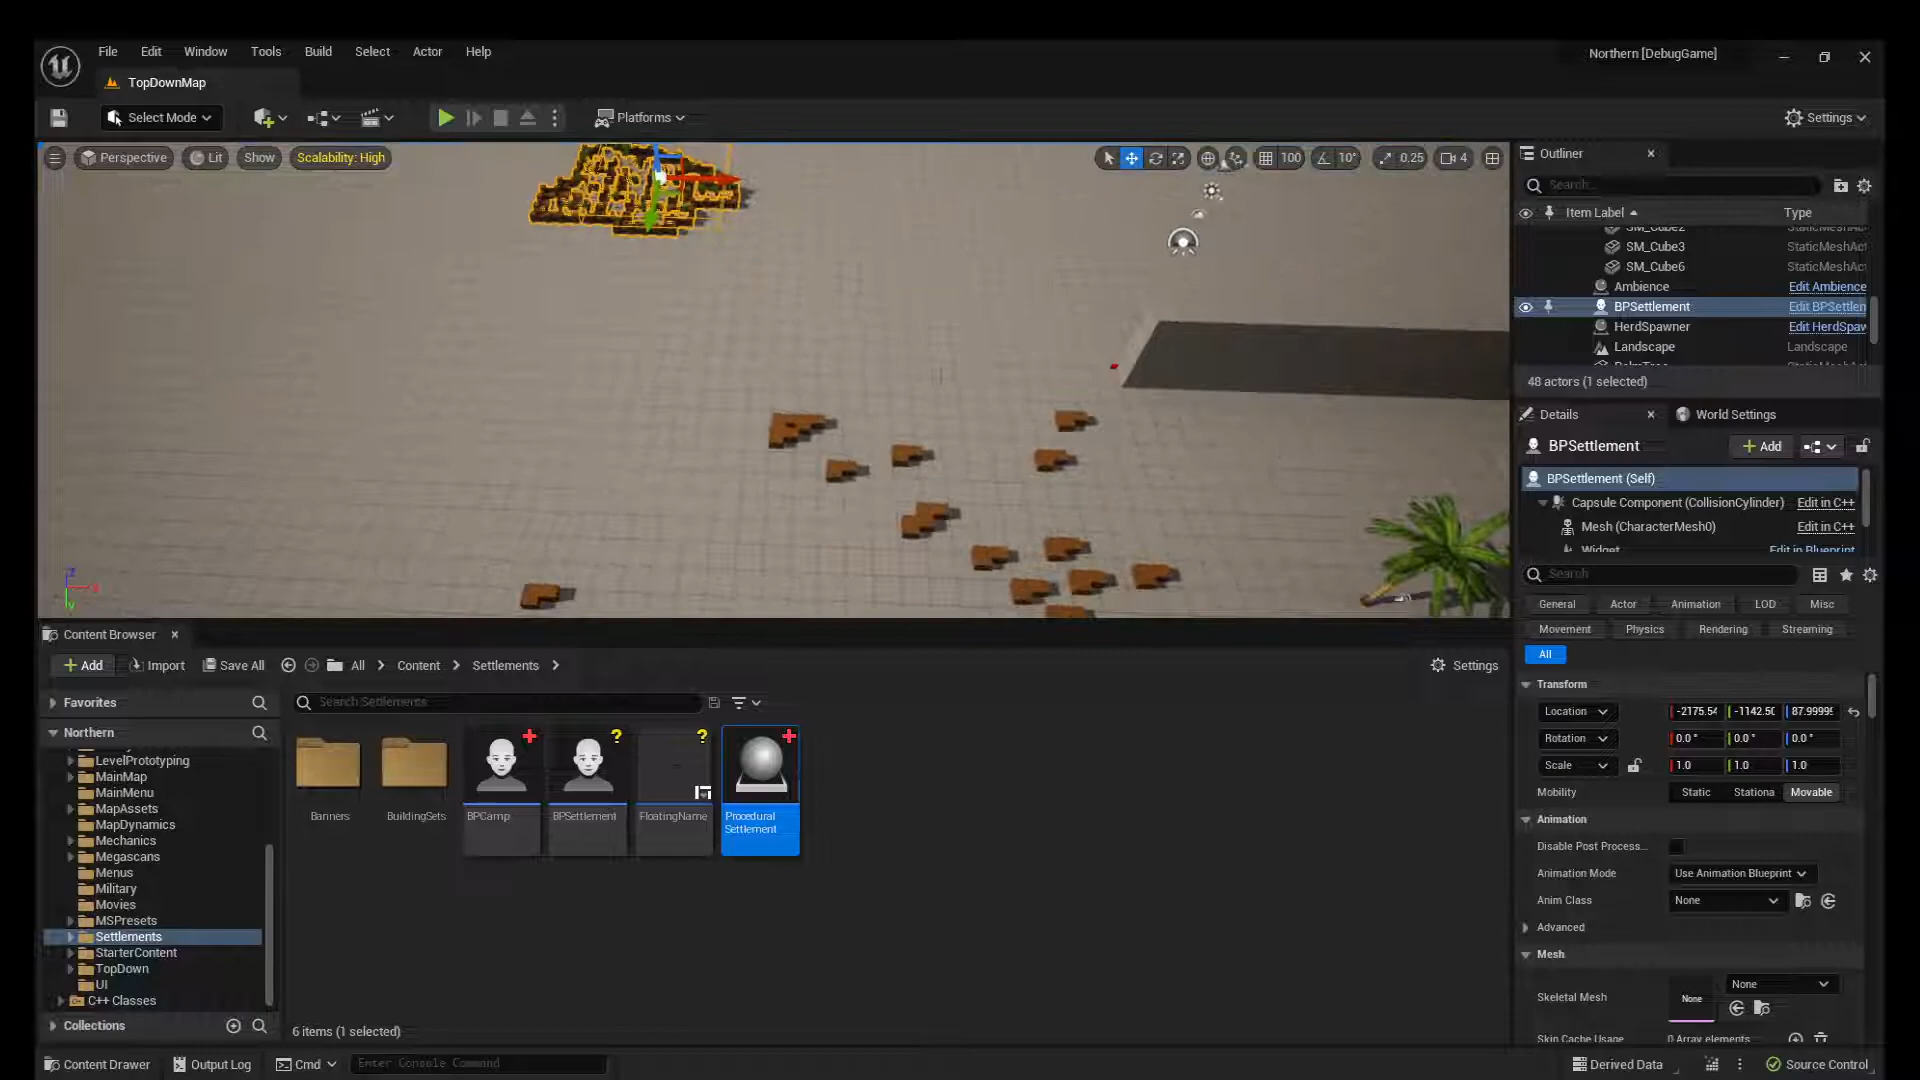 File Edit Window Tools Build Select Actor Help
Northern [DebugGame]
TopDownMap
Select Mode
Platforms
Settings
Perspective Lit Show Scalability: High
100 10° 0.25 4
Outliner
Search...
Item Label Type
SM_Cube2
SM_Cube3 StaticMeshAc
SM_Cube6 StaticMeshAc
Ambience Edit Ambience
BPSettlement Edit BPSettlen
HerdSpawner Edit HerdSpaw
Landscape Landscape
48 actors (1 selected)
Details World Settings
BPSettlement Add
BPSettlement (Self)
Capsule Component (CollisionCylinder) Edit in C++
Mesh (CharacterMesh0) Edit in C++
Widget Edit in Blueprint
Search
General Actor Animation LOD Misc
Movement Physics Rendering Streaming
All
Transform
Location -2175.54 -1142.50 87.99999
Rotation 0.0 ° 0.0 ° 0.0 °
Scale 1.0 1.0 1.0
Mobility Static Stationa Movable
Animation
Disable Post Process...
Animation Mode Use Animation Blueprint
Anim Class None
Advanced
Mesh
Skeletal Mesh None None
Skin Cache Usage 0 Array elements
Content Browser
Add Import Save All All Content Settlements Settings
Favorites
Search Settlements
Northern
LevelPrototyping
MainMap
MainMenu
MapAssets
MapDynamics
Mechanics
Megascans
Menus
Military
Movies
MSPresets
Settlements
StarterContent
TopDown
UI
C++ Classes
Collections
Banners BuildingSets BPCamp BPSettlement FloatingName Procedural
Settlement
6 items (1 selected)
Content Drawer Output Log Cmd Enter Console Command Derived Data Source Control